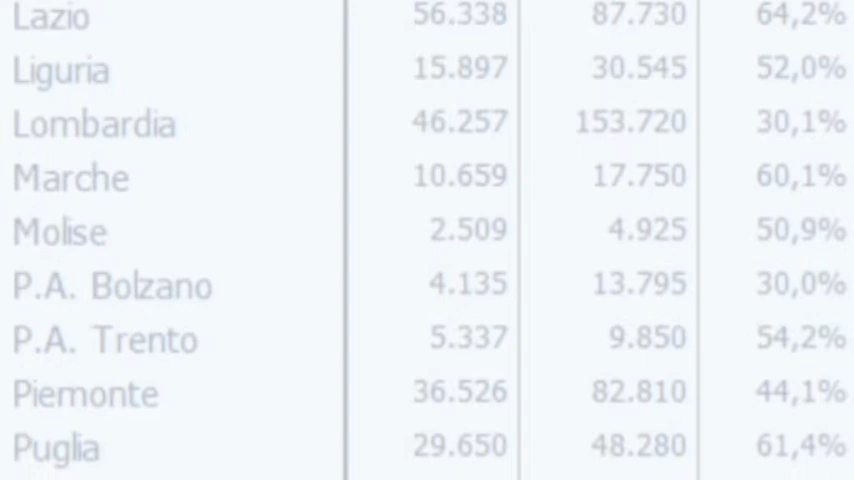 Lazio 56.338 87.730 64,2%
Liguria 15.897 30.545 52,0%
Lombardia 46.257 153.720 30,1%
Marche 10.659 17.750 60,1%
Molise 2.509 4.925 50,9%
P.A. Bolzano 4.135 13.795 30,0%
P.A. Trento 5.337 9.850 54,2%
Piemonte 36.526 82.810 44,1%
Puglia 29.650 48.280 61,4%